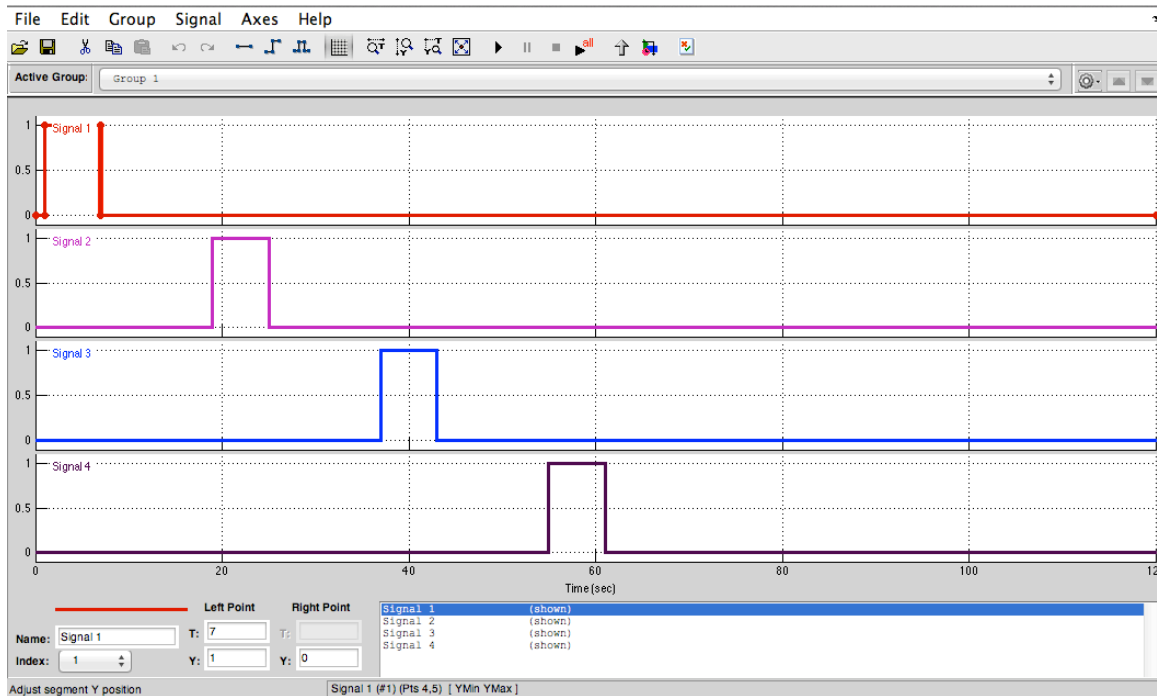 File Edit Group Signal Axes Help
all
Active Group: Group 1
1 Signal 1
0.5
0
1 Signal 2
0.5
0
1 Signal 3
0.5
0
1 Signal 4
0.5
0
0 20 40 60 80 100 12
Time (sec)
Left Point Right Point
Name: Signal 1 T: 7 T:
Index: 1 Y: 1 Y: 0
Signal 1 (shown)
Signal 2 (shown)
Signal 3 (shown)
Signal 4 (shown)
Adjust segment Y position Signal 1 (#1) (Pts 4,5) [ YMin YMax ]